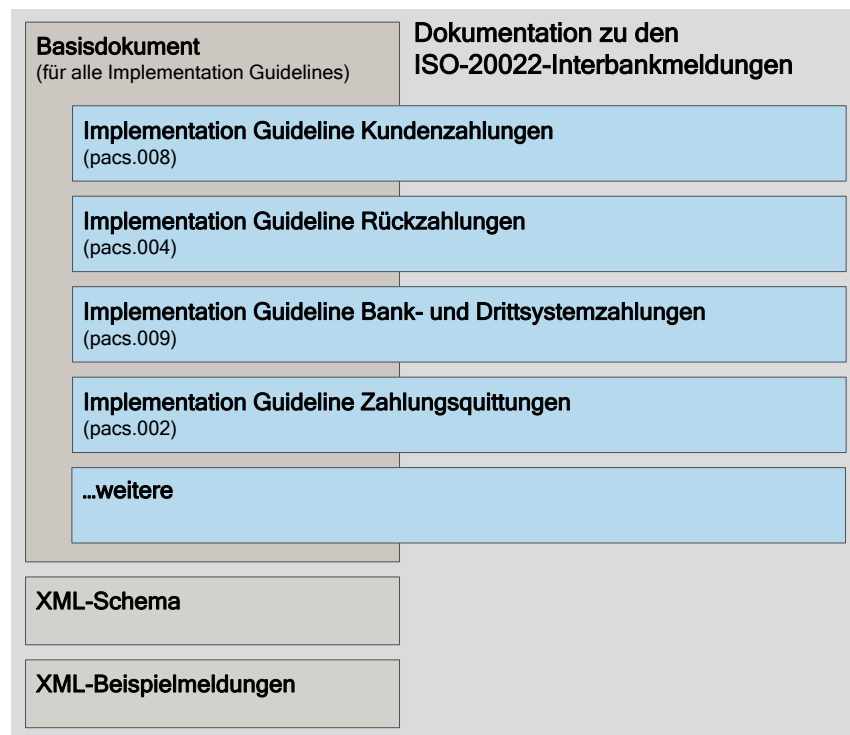 Basisdokument
(für alle Implementation Guidelines)
Dokumentation zu den
ISO-20022-Interbankmeldungen
Implementation Guideline Kundenzahlungen
(pacs.008)
Implementation Guideline Rückzahlungen
(pacs.004)
Implementation Guideline Bank- und Drittsystemzahlungen
(pacs.009)
Implementation Guideline Zahlungsquittungen
(pacs.002)
...weitere
XML-Schema
XML-Beispielmeldungen